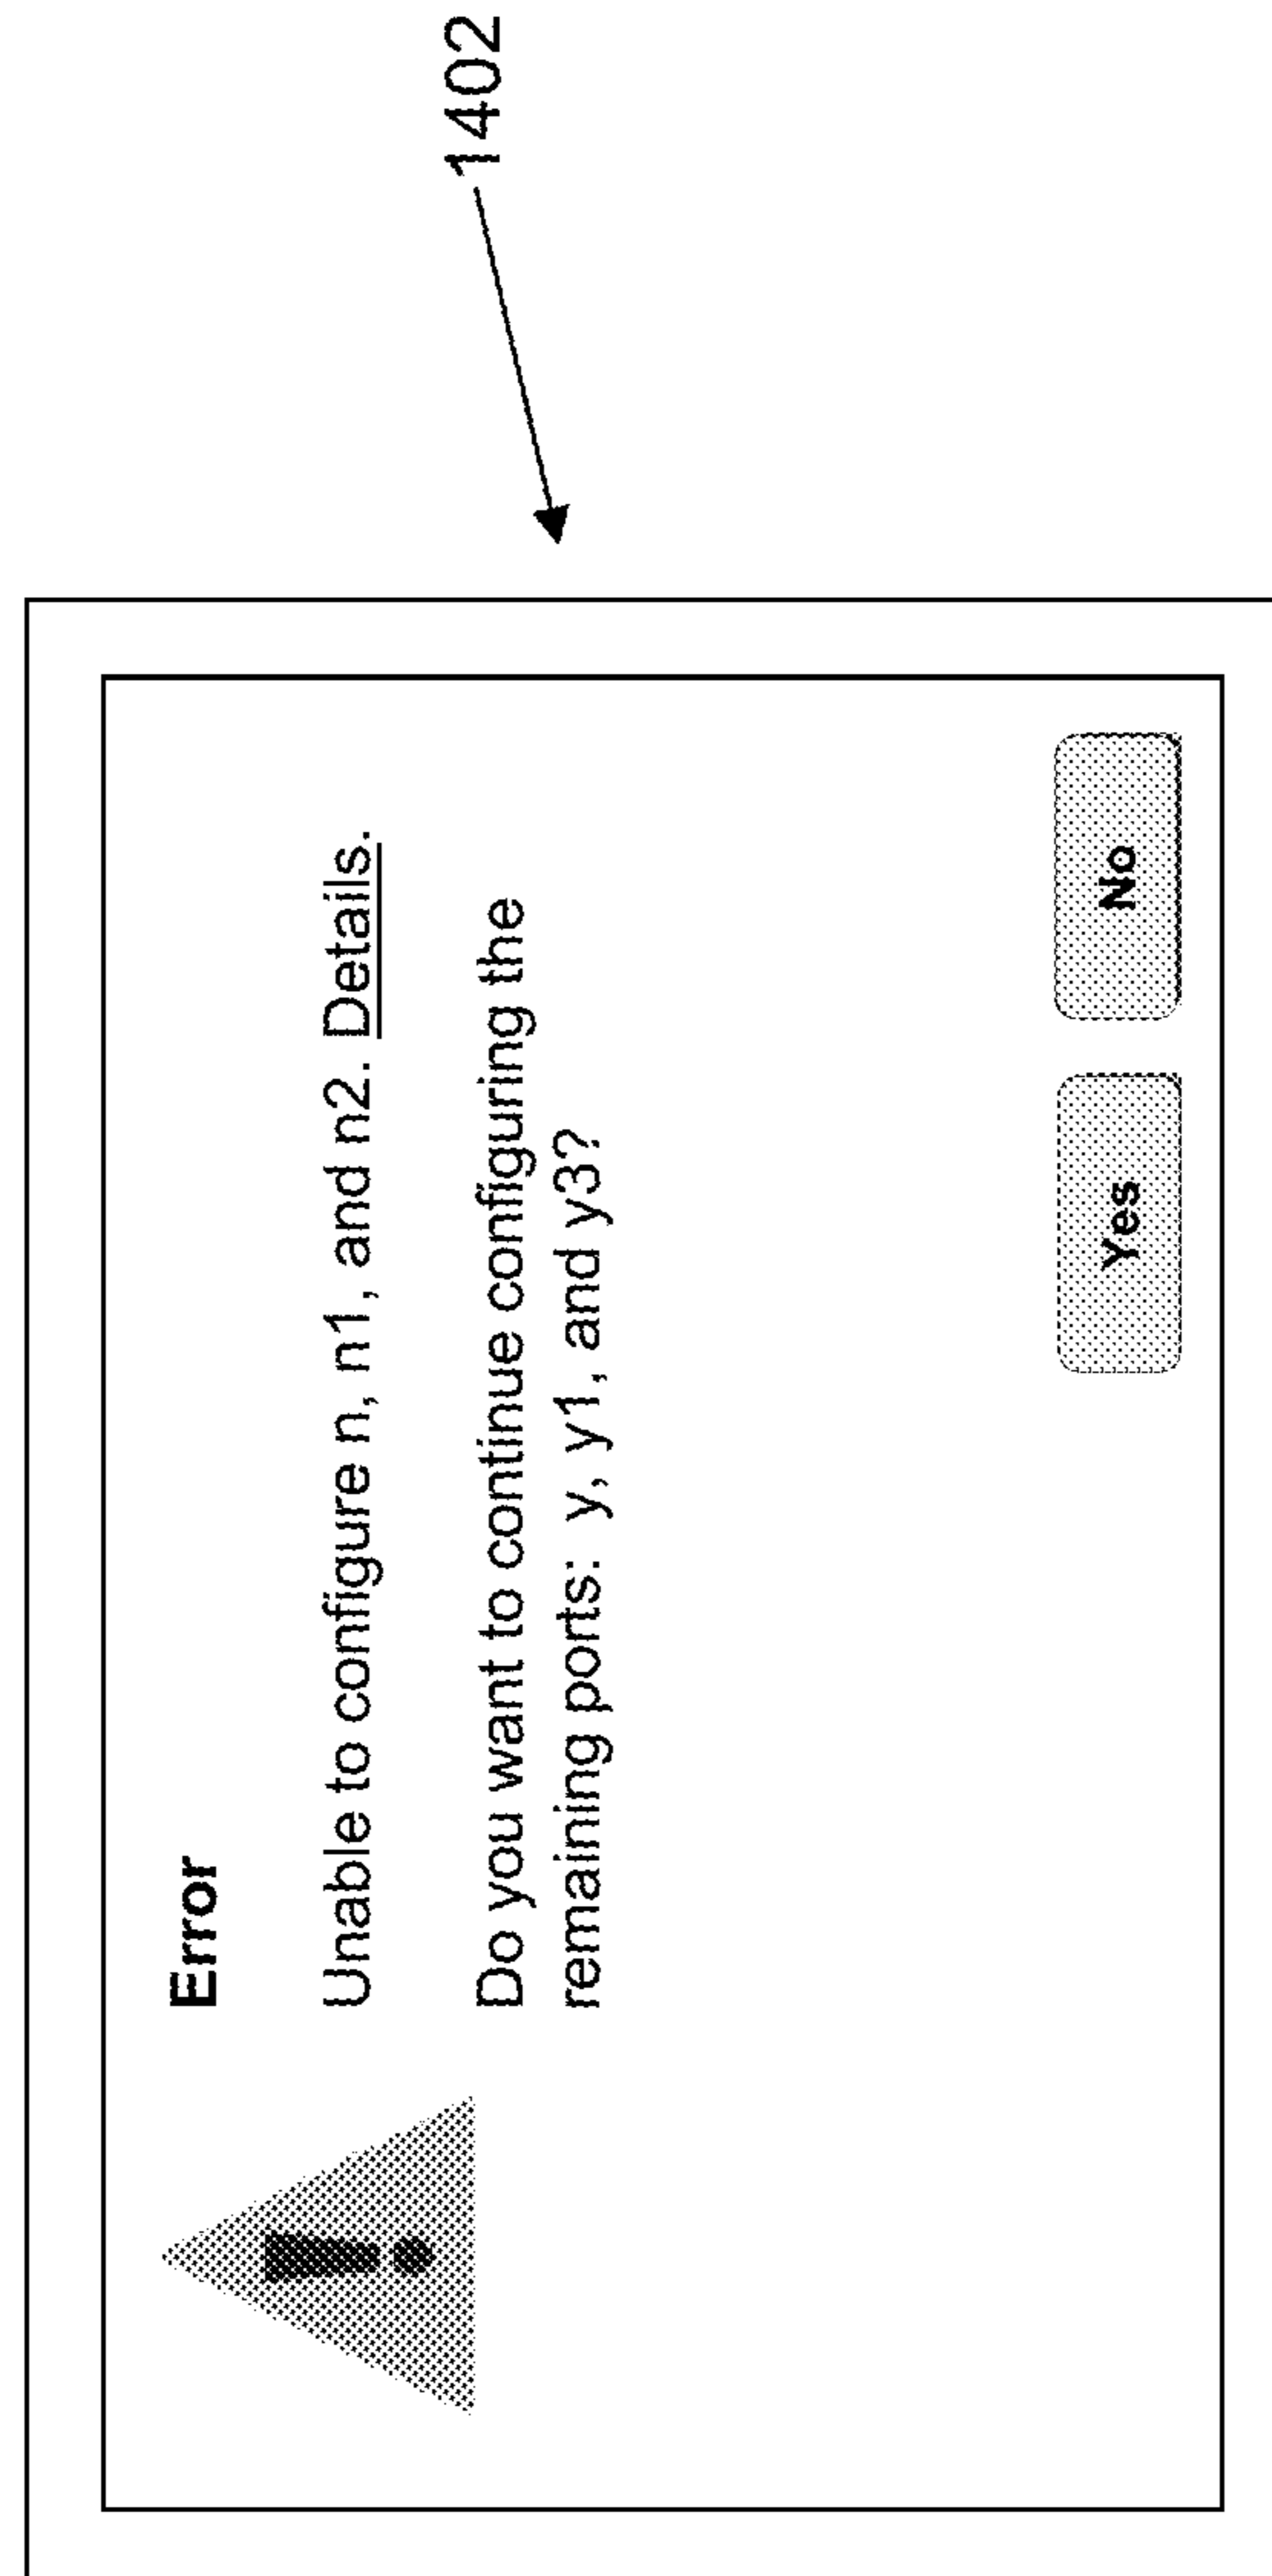 1402
Error
Unable to configure n, n1, and n2. Details.
Do you want to continue configuring the
remaining ports:  y, y1, and y3?
Yes
No